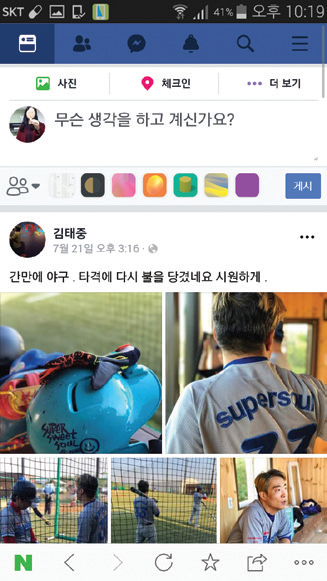 SKT 41% 오후 10:19
사진 체크인 더 보기
무슨 생각을 하고 계신가요?
게시
김태중
7월 21일 오후 3:16 ·
간만에 야구 . 타격에 다시 불을 당겼네요 시원하게 .
SUPER
SWEET
SOUL
supersoul
33
N